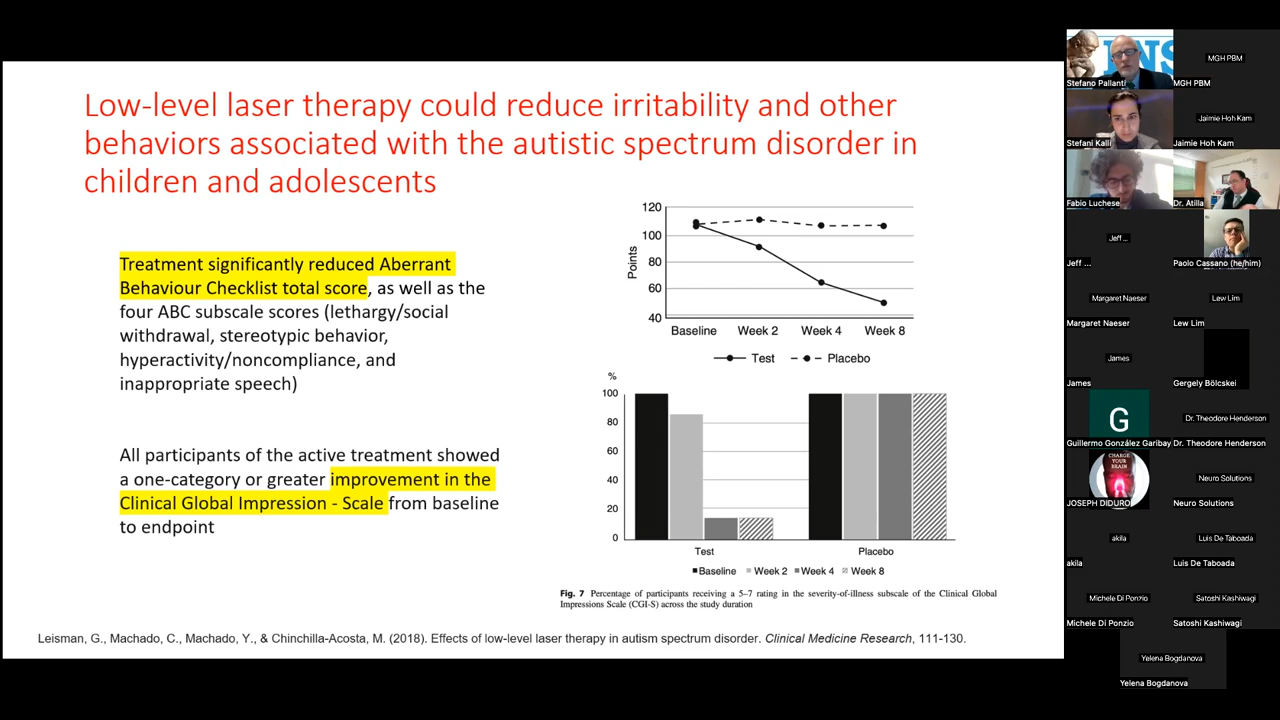 Low-level laser therapy could reduce irritability and other
behaviors associated with the autistic spectrum disorder in
children and adolescents
Treatment significantly reduced Aberrant
Behaviour Checklist total score, as well as the
four ABC subscale scores (lethargy/social
withdrawal, stereotypic behavior,
hyperactivity/noncompliance, and
inappropriate speech)
All participants of the active treatment showed
a one-category or greater improvement in the
Clinical Global Impression - Scale from baseline
to endpoint
120
100
80
60
40
Points
Baseline Week 2 Week 4 Week 8
Test Placebo
%
100
80
60
40
20
0
Test Placebo
Baseline Week 2 Week 4 Week 8
Fig. 7 Percentage of participants receiving a 5–7 rating in the severity-of-illness subscale of the Clinical Global
Impressions Scale (CGI-S) across the study duration
Leisman, G., Machado, C., Machado, Y., & Chinchilla-Acosta, M. (2018). Effects of low-level laser therapy in autism spectrum disorder. Clinical Medicine Research, 111-130.
Stefano Pallanti
MGH PBM
MGH PBM
Stefani Kalli
Jaimie Hoh Kam
Jaimie Hoh Kam
Fabio Luchese
Dr. Atilla
Jeff ...
Jeff ...
Paolo Cassano (he/him)
Margaret Naeser
Margaret Naeser
Lew Lim
Lew Lim
James
James
Gergely Bölcskei
G
Guillermo González Garibay
Dr. Theodore Henderson
Dr. Theodore Henderson
CHARGE
YOUR
BRAIN
JOSEPH DIDURO
Neuro Solutions
Neuro Solutions
akila
akila
Luis De Taboada
Luis De Taboada
Michele Di Ponzio
Michele Di Ponzio
Satoshi Kashiwagi
Satoshi Kashiwagi
Yelena Bogdanova
Yelena Bogdanova